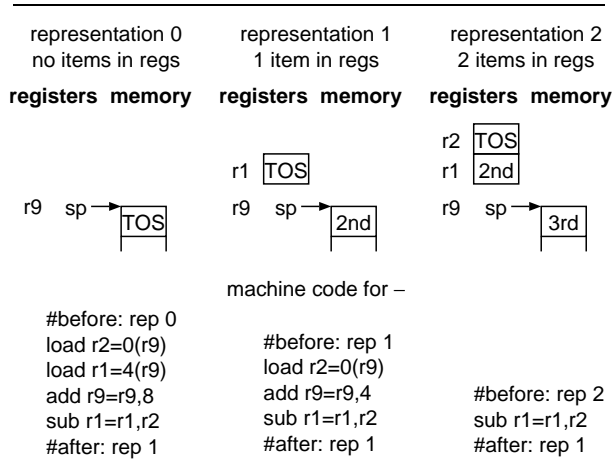 representation 0
no items in regs
registers memory
r9 sp
TOS
representation 1
1 item in regs
registers memory
r1 TOS
r9 sp
2nd
representation 2
2 items in regs
registers memory
r2 TOS
r1 2nd
r9 sp
3rd
machine code for −
#before: rep 0
load r2=0(r9)
load r1=4(r9)
add r9=r9,8
sub r1=r1,r2
#after: rep 1
#before: rep 1
load r2=0(r9)
add r9=r9,4
sub r1=r1,r2
#after: rep 1
#before: rep 2
sub r1=r1,r2
#after: rep 1